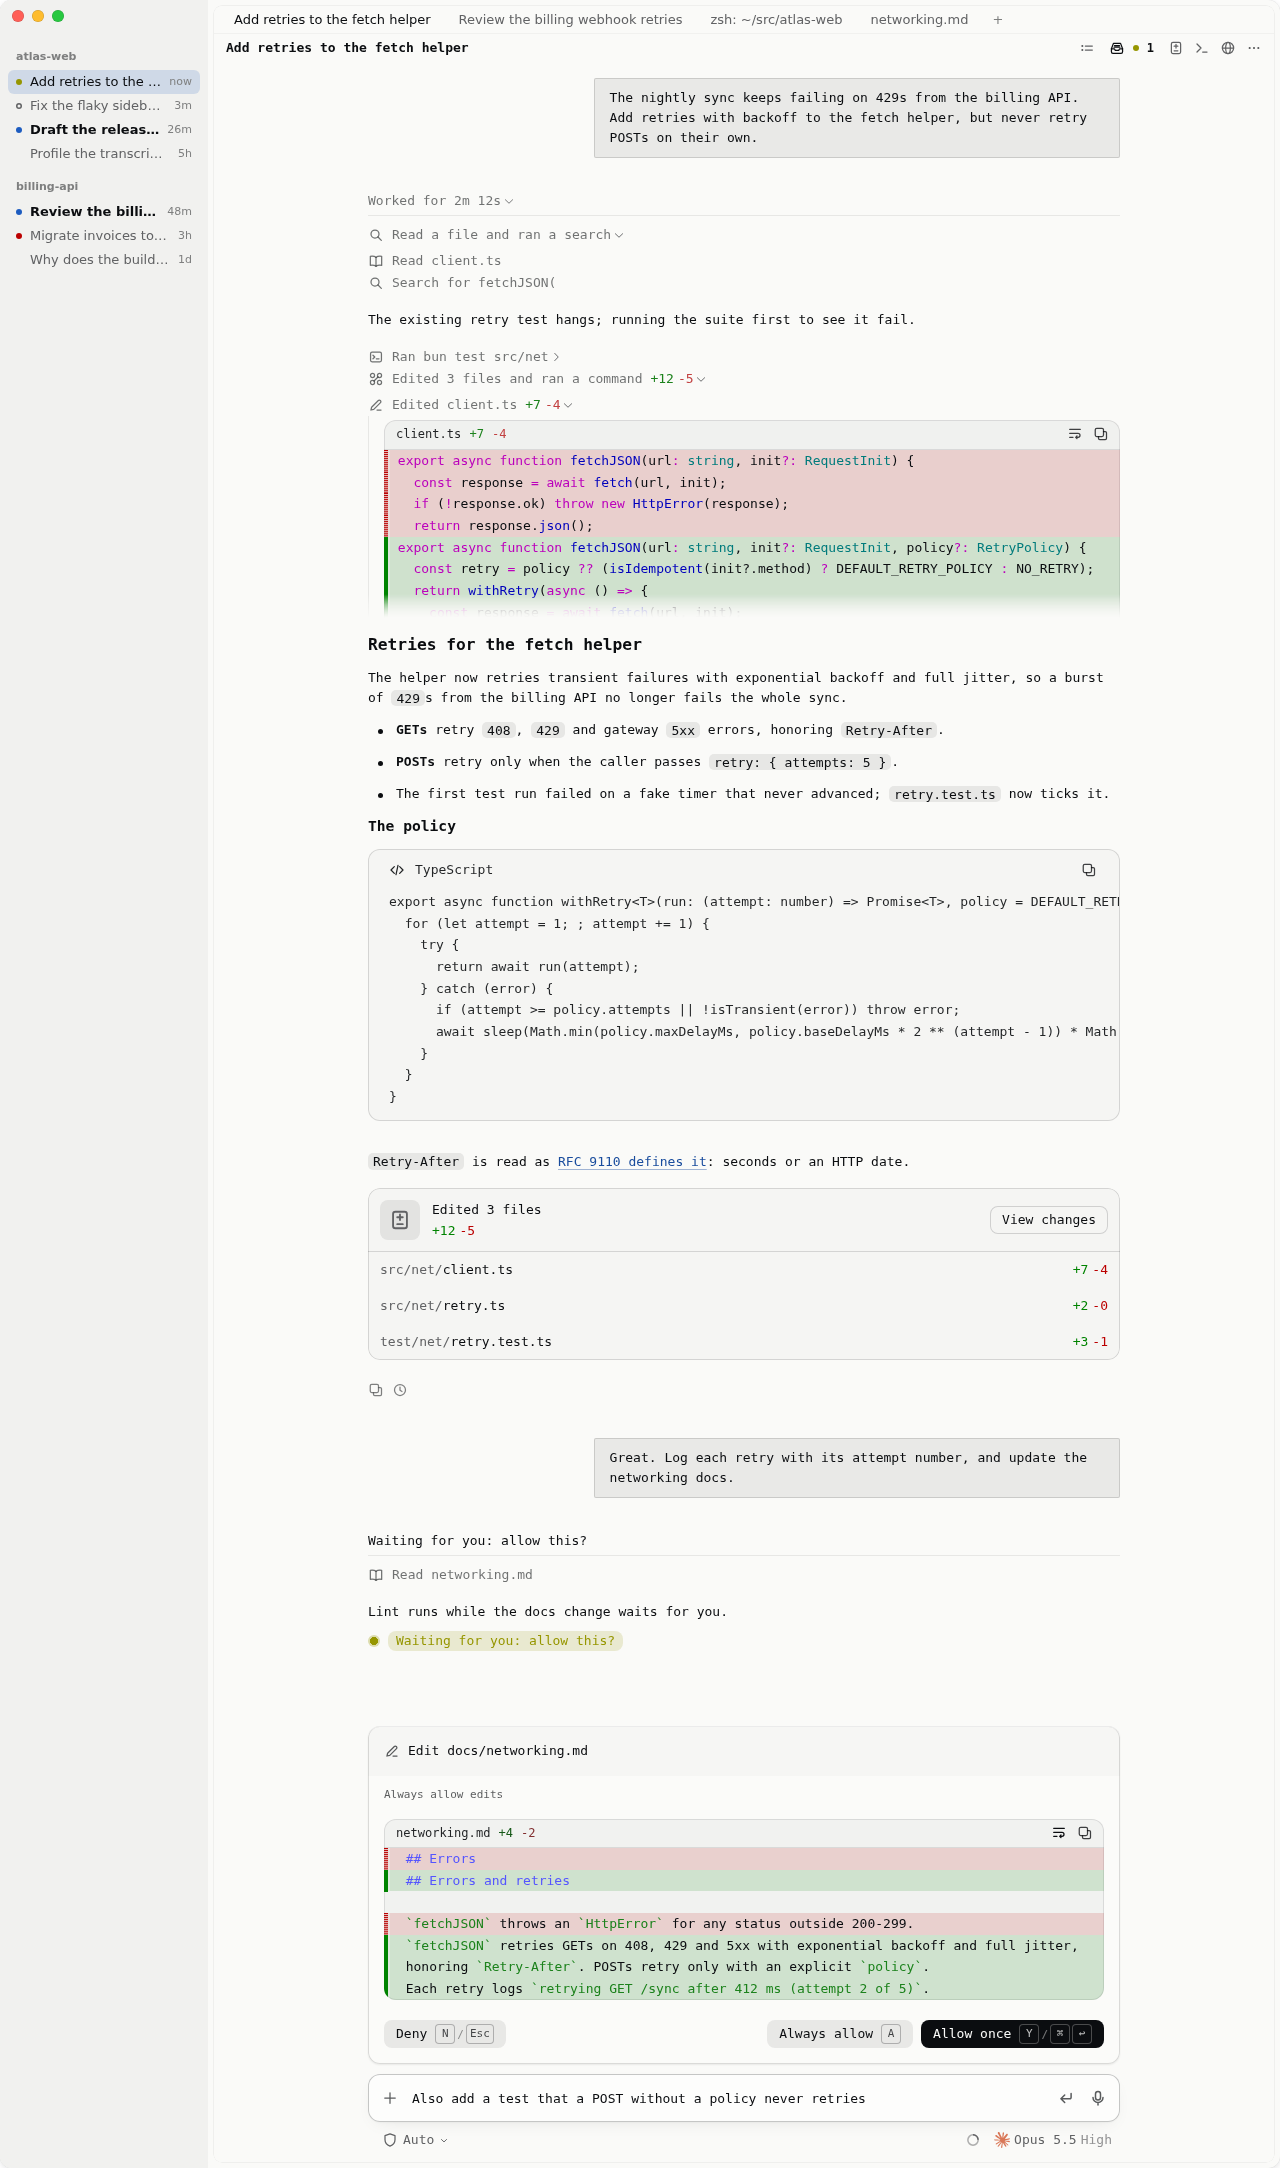 atlas-web
Add retries to the ... now
Fix the flaky sideb... 3m
Draft the releas... 26m
Profile the transcri... 5h
billing-api
Review the billi... 48m
Migrate invoices to... 3h
Why does the build... 1d
Add retries to the fetch helper Review the billing webhook retries zsh: ~/src/atlas-web networking.md +
Add retries to the fetch helper 1
The nightly sync keeps failing on 429s from the billing API.
Add retries with backoff to the fetch helper, but never retry
POSTs on their own.
Worked for 2m 12s
Read a file and ran a search
Read client.ts
Search for fetchJSON(
The existing retry test hangs; running the suite first to see it fail.
Ran bun test src/net
Edited 3 files and ran a command +12 -5
Edited client.ts +7 -4
client.ts +7 -4
export async function fetchJSON(url: string, init?: RequestInit) {
const response = await fetch(url, init);
if (!response.ok) throw new HttpError(response);
return response.json();
export async function fetchJSON(url: string, init?: RequestInit, policy?: RetryPolicy) {
const retry = policy ?? (isIdempotent(init?.method) ? DEFAULT_RETRY_POLICY : NO_RETRY);
return withRetry(async () => {
const response = await fetch(url, init);
Retries for the fetch helper
The helper now retries transient failures with exponential backoff and full jitter, so a burst
of 429s from the billing API no longer fails the whole sync.
• GETs retry 408, 429 and gateway 5xx errors, honoring Retry-After.
• POSTs retry only when the caller passes retry: { attempts: 5 }.
• The first test run failed on a fake timer that never advanced; retry.test.ts now ticks it.
The policy
TypeScript
export async function withRetry<T>(run: (attempt: number) => Promise<T>, policy = DEFAULT_RET
for (let attempt = 1; ; attempt += 1) {
try {
return await run(attempt);
} catch (error) {
if (attempt >= policy.attempts || !isTransient(error)) throw error;
await sleep(Math.min(policy.maxDelayMs, policy.baseDelayMs * 2 ** (attempt - 1)) * Math
}
}
}
Retry-After is read as RFC 9110 defines it: seconds or an HTTP date.
Edited 3 files
+12 -5
View changes
src/net/client.ts +7 -4
src/net/retry.ts +2 -0
test/net/retry.test.ts +3 -1
Great. Log each retry with its attempt number, and update the
networking docs.
Waiting for you: allow this?
Read networking.md
Lint runs while the docs change waits for you.
Waiting for you: allow this?
Edit docs/networking.md
Always allow edits
networking.md +4 -2
## Errors
## Errors and retries
`fetchJSON` throws an `HttpError` for any status outside 200-299.
`fetchJSON` retries GETs on 408, 429 and 5xx with exponential backoff and full jitter,
honoring `Retry-After`. POSTs retry only with an explicit `policy`.
Each retry logs `retrying GET /sync after 412 ms (attempt 2 of 5)`.
Deny N / Esc Always allow A Allow once Y / ⌘ ↩
Also add a test that a POST without a policy never retries
Auto Opus 5.5 High